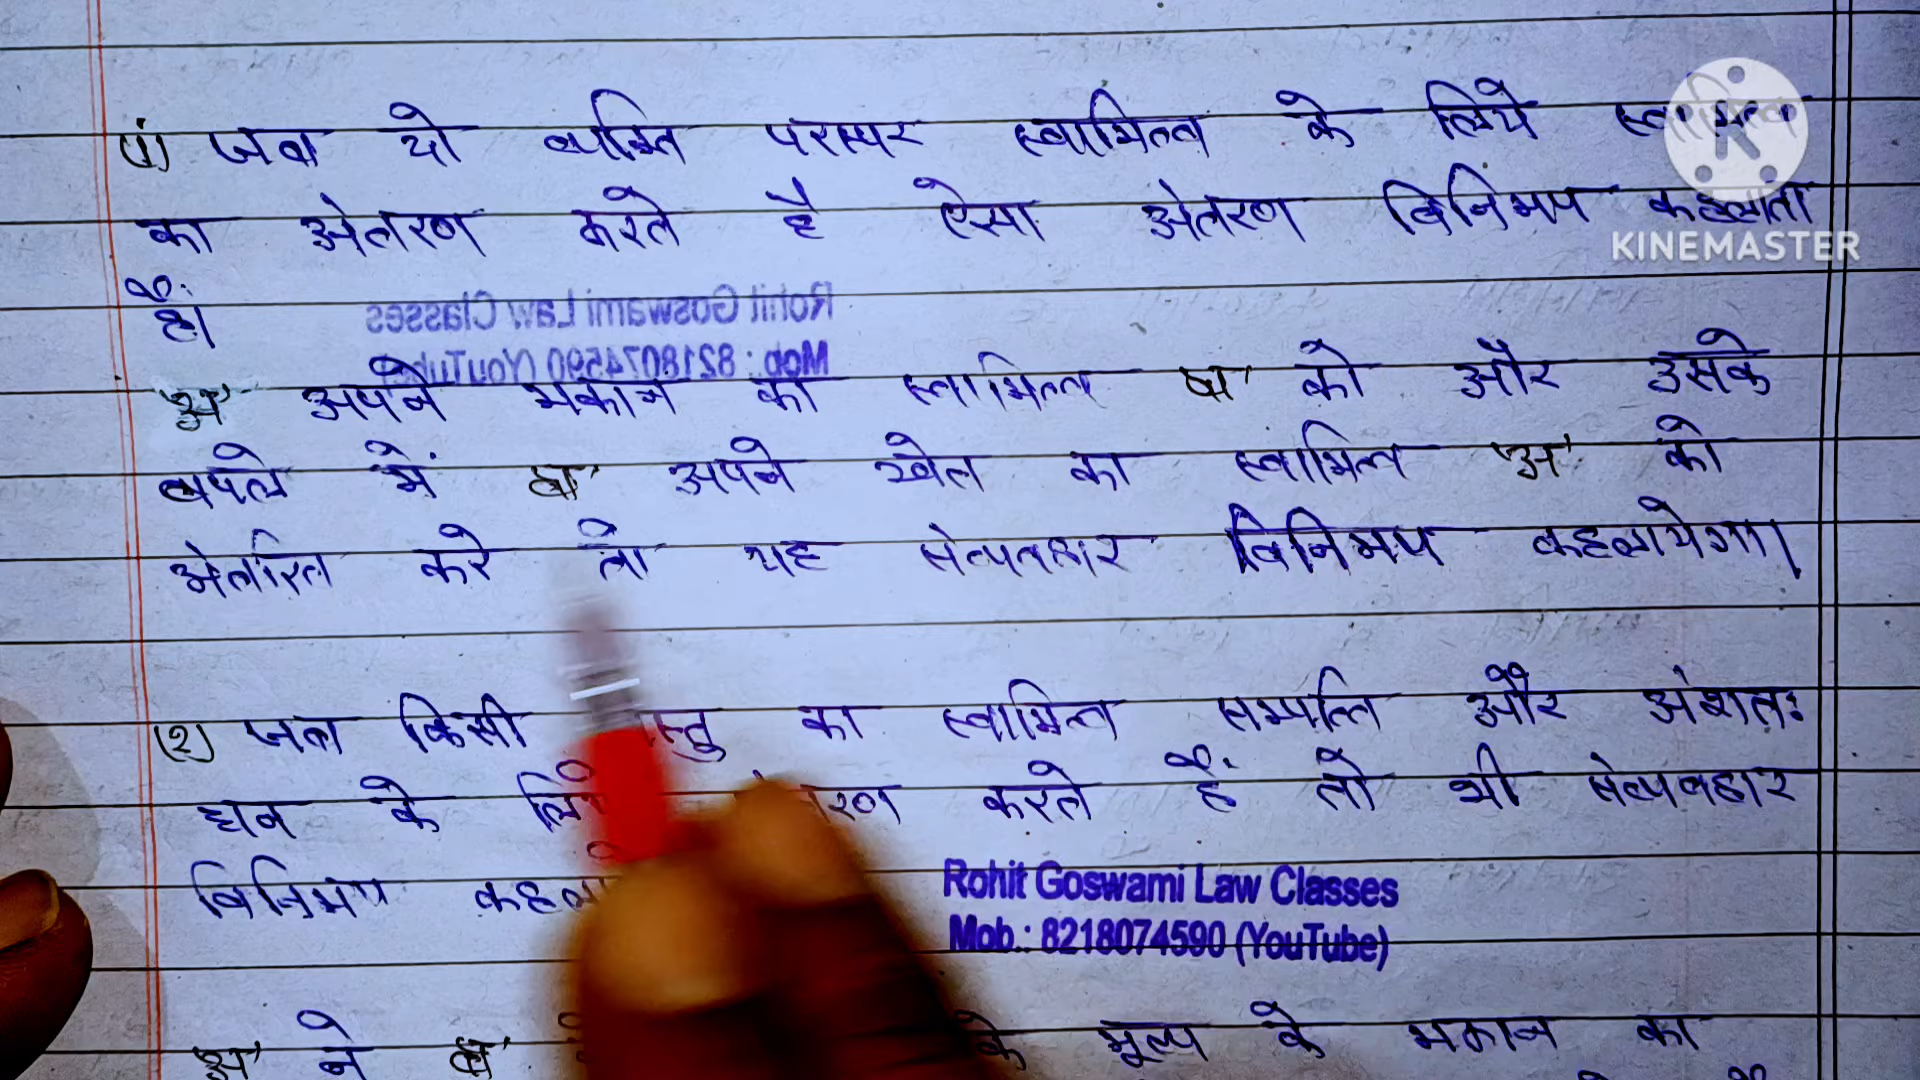 (1) जब दो व्यक्ति परस्पर स्वामित्व के लिये
का अंतरण करते है ऐसा अंतरण विनिमय कहलाता
KINEMASTER
हैं।
Rohit Goswami Law Classes
Mob.: 8218074590 (YouTube)
'अ' अपने मकान का स्वामित्व 'ब' को और उसके
बदले में 'ब' अपने खेत का स्वामित्व 'अ' को
अंतरित करे तो यह संव्यवहार विनिमय कहलायेगा।
(२) जब किसी का स्वामित्व सम्पत्ति और अंशतः
धन के करते हैं तो भी संव्यवहार
विनिमय
Rohit Goswami Law Classes
Mob.: 8218074590 (YouTube)
'अ' ने 'ब' के मूल्य के मकान का